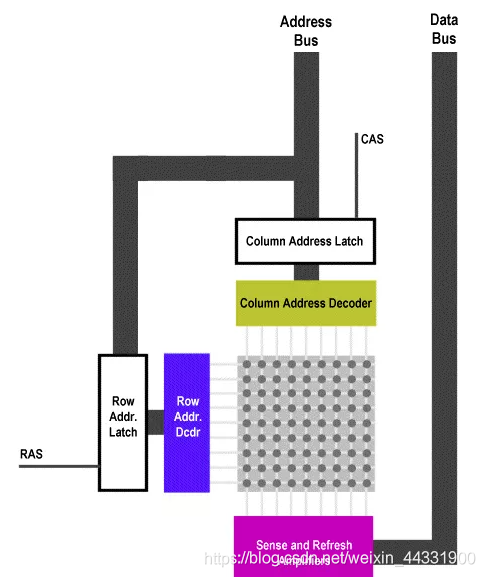 Address
Bus
Data
Bus
CAS
Column Address Latch
Column Address Decoder
Row
Addr.
Latch
Row
Addr.
Dcdr
RAS
Sense and Refresh
Amplifiers
https://blog.csdn.net/weixin_44331900